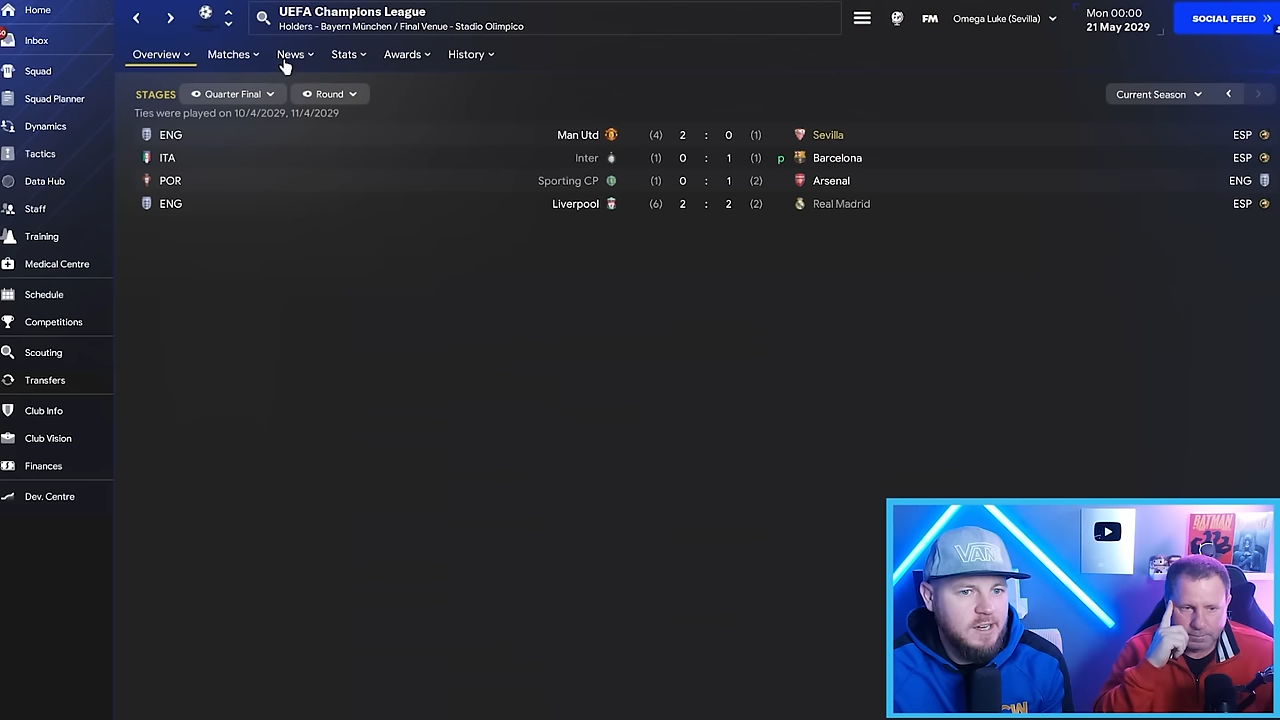 Home
Inbox
Squad
Squad Planner
Dynamics
Tactics
Data Hub
Staff
Training
Medical Centre
Schedule
Competitions
Scouting
Transfers
Club Info
Club Vision
Finances
Dev. Centre
UEFA Champions League
Holders - Bayern München / Final Venue - Stadio Olimpico
FM
Omega Luke (Sevilla)
Mon 00:00
21 May 2029
SOCIAL FEED
Overview Matches News Stats Awards History
STAGES Quarter Final Round Current Season
Ties were played on 10/4/2029, 11/4/2029
ENG Man Utd (4) 2 : 0 (1) Sevilla ESP
ITA Inter (1) 0 : 1 (1) p Barcelona ESP
POR Sporting CP (1) 0 : 1 (2) Arsenal ENG
ENG Liverpool (6) 2 : 2 (2) Real Madrid ESP
VAN
BATMAN